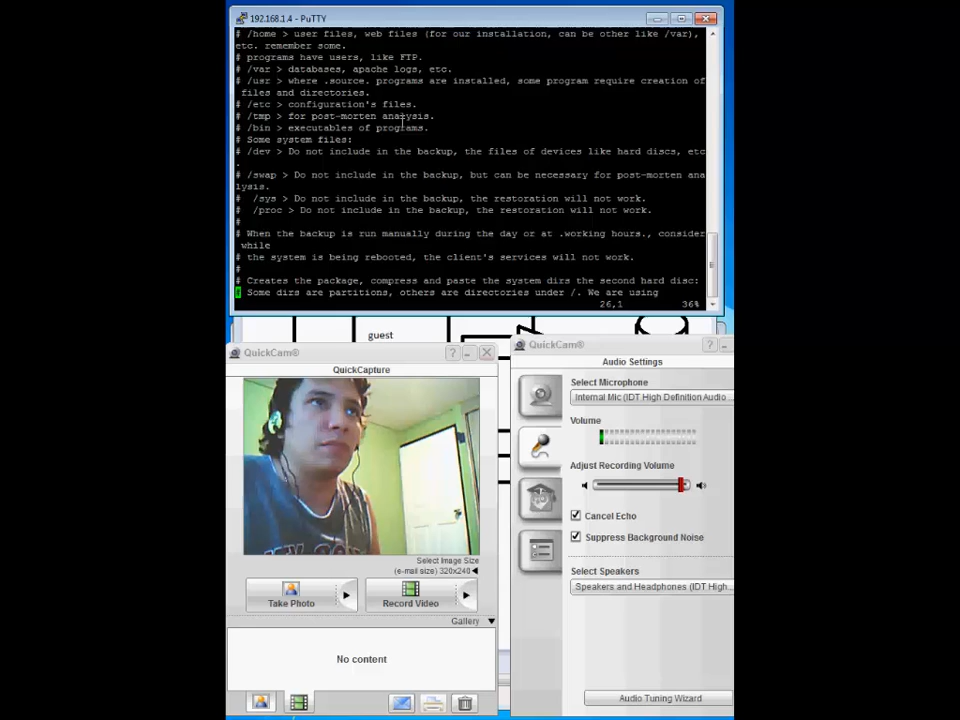 192.168.1.4 - PuTTY
# /home > user files, web files (for our installation, can be other like /var),
etc. remember some.
# programs have users, like FTP.
# /var > databases, apache logs, etc.
# /usr > where .source. programs are installed, some program require creation of
files and directories.
# /etc > configuration's files.
# /tmp > for post-morten analysis.
# /bin > executables of programs.
# Some system files:
# /dev > Do not include in the backup, the files of devices like hard discs, etc
.
# /swap > Do not include in the backup, but can be necessary for post-morten ana
lysis.
# /sys > Do not include in the backup, the restoration will not work.
# /proc > Do not include in the backup, the restoration will not work.
#
# When the backup is run manually during the day or at .working hours., consider
while
# the system is being rebooted, the client's services will not work.
#
# Creates the package, compress and paste the system dirs the second hard disc:
# Some dirs are partitions, others are directories under /. We are using
26,1 36%
guest
QuickCam®
QuickCapture
Select Image Size
(e-mail size) 320x240
Take Photo
Record Video
Gallery
No content
QuickCam®
Audio Settings
Select Microphone
Internal Mic (IDT High Definition Audio ...
Volume
Adjust Recording Volume
Cancel Echo
Suppress Background Noise
Select Speakers
Speakers and Headphones (IDT High...
Audio Tuning Wizard